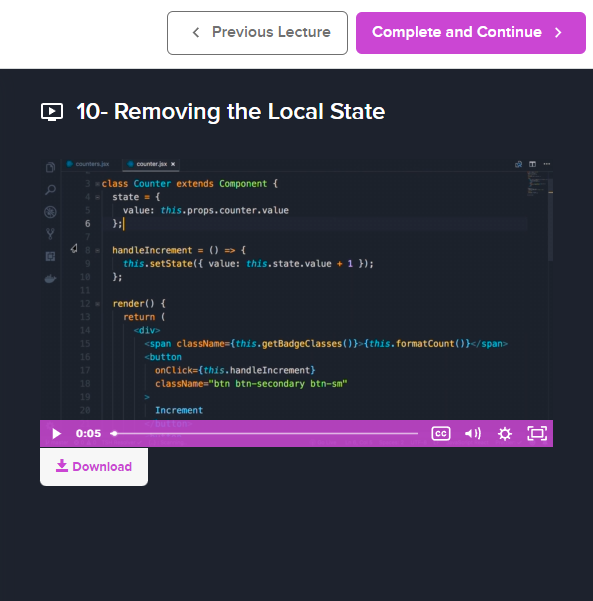 Previous Lecture
Complete and Continue
10- Removing the Local State
counters.jsx
counter.jsx
3 class Counter extends Component {
4 state = {
5 value: this.props.counter.value
6 };
7
8 handleIncrement = () => {
9 this.setState({ value: this.state.value + 1 });
10 };
11
12 render() {
13 return (
14 <div>
15 <span className={this.getBadgeClasses()}>{this.formatCount()}</span>
16 <button
17 onClick={this.handleIncrement}
18 className="btn btn-secondary btn-sm"
19 >
20 Increment
</button>
0:05
CC
Download